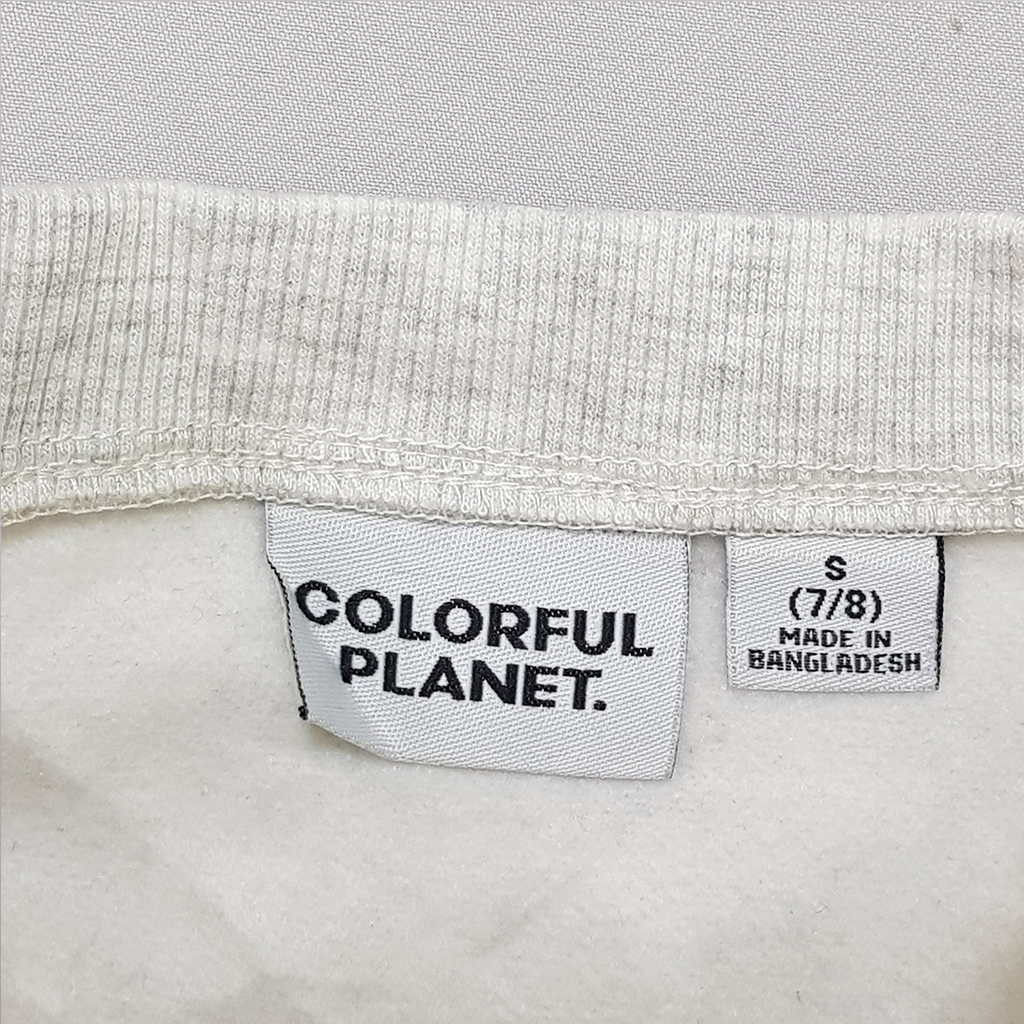 COLORFUL
PLANET.
S
(7/8)
MADE IN
BANGLADESH